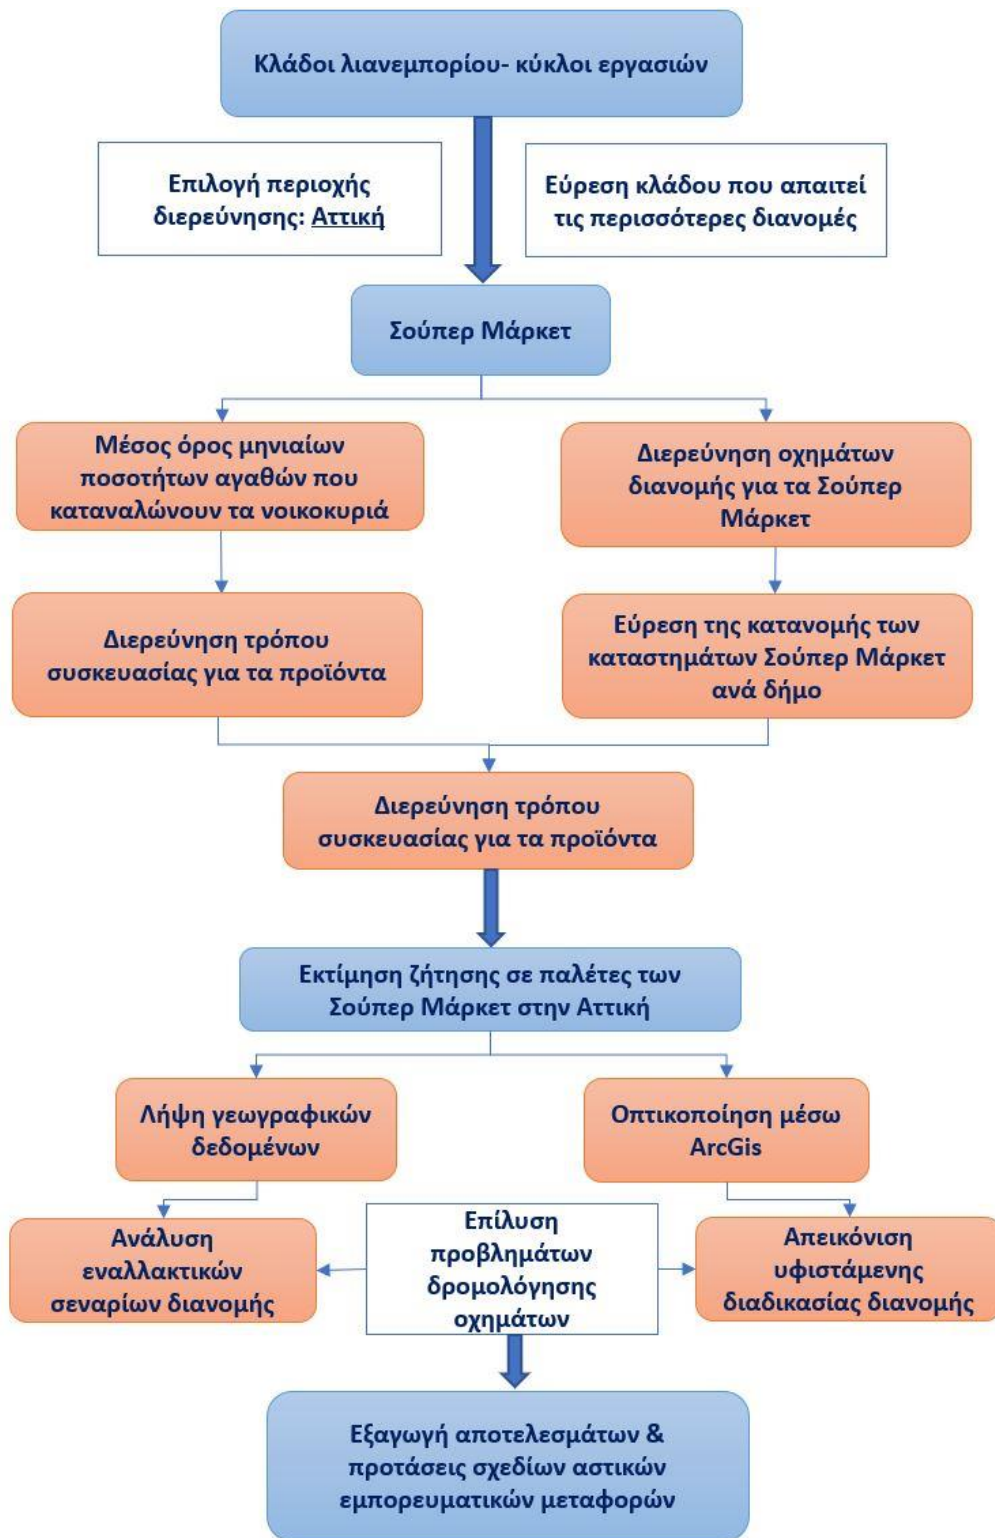 Κλάδοι λιανεμπορίου- κύκλοι εργασιών
Επιλογή περιοχής
διερεύνησης: Αττική
Εύρεση κλάδου που απαιτεί
τις περισσότερες διανομές
Σούπερ Μάρκετ
Μέσος όρος μηνιαίων
ποσοτήτων αγαθών που
καταναλώνουν τα νοικοκυριά
Διερεύνηση οχημάτων
διανομής για τα Σούπερ
Μάρκετ
Διερεύνηση τρόπου
συσκευασίας για τα προϊόντα
Εύρεση της κατανομής των
καταστημάτων Σούπερ Μάρκετ
ανά δήμο
Διερεύνηση τρόπου
συσκευασίας για τα προϊόντα
Εκτίμηση ζήτησης σε παλέτες των
Σούπερ Μάρκετ στην Αττική
Λήψη γεωγραφικών
δεδομένων
Οπτικοποίηση μέσω
ArcGis
Ανάλυση
εναλλακτικών
σεναρίων διανομής
Επίλυση
προβλημάτων
δρομολόγησης
οχημάτων
Απεικόνιση
υφιστάμενης
διαδικασίας διανομής
Εξαγωγή αποτελεσμάτων &
προτάσεις σχεδίων αστικών
εμπορευματικών μεταφορών